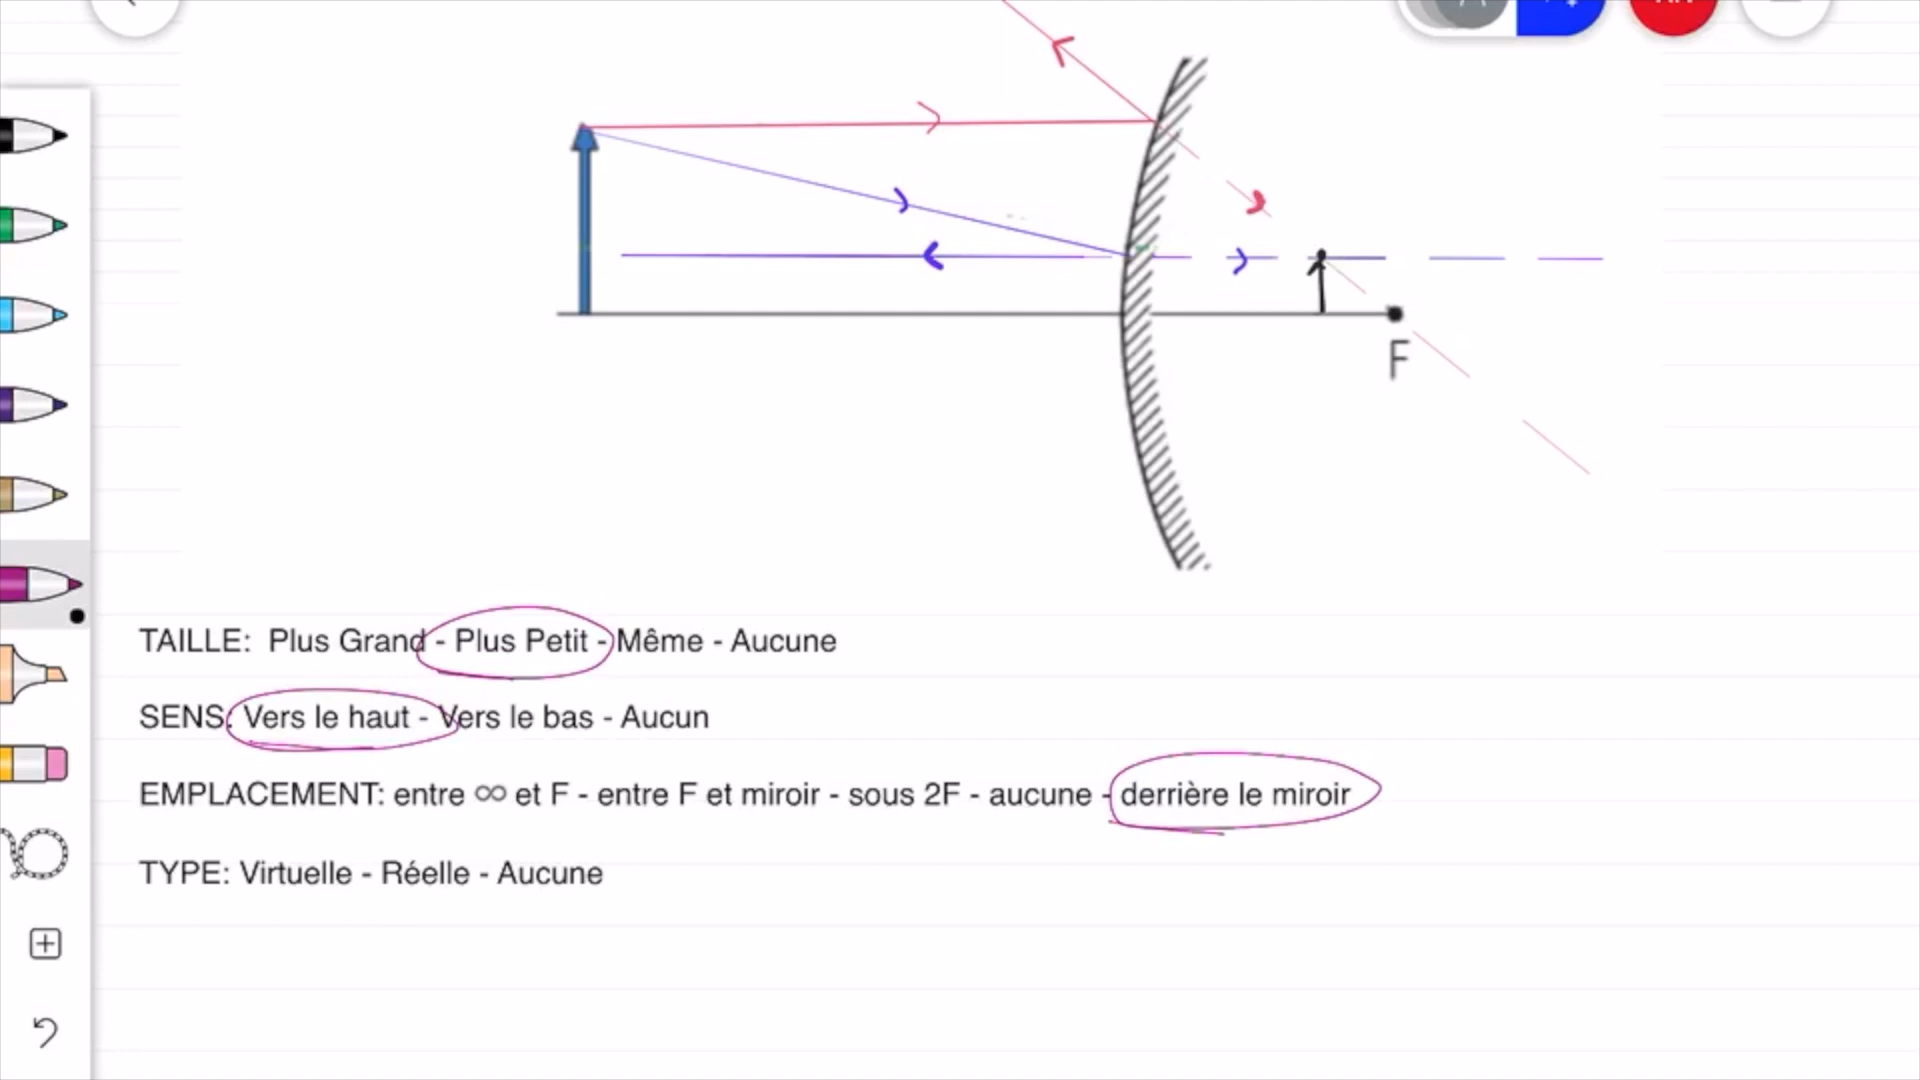 F
TAILLE: Plus Grand - Plus Petit - Même - Aucune
SENS: Vers le haut - Vers le bas - Aucun
EMPLACEMENT: entre ∞ et F - entre F et miroir - sous 2F - aucune - derrière le miroir
TYPE: Virtuelle - Réelle - Aucune